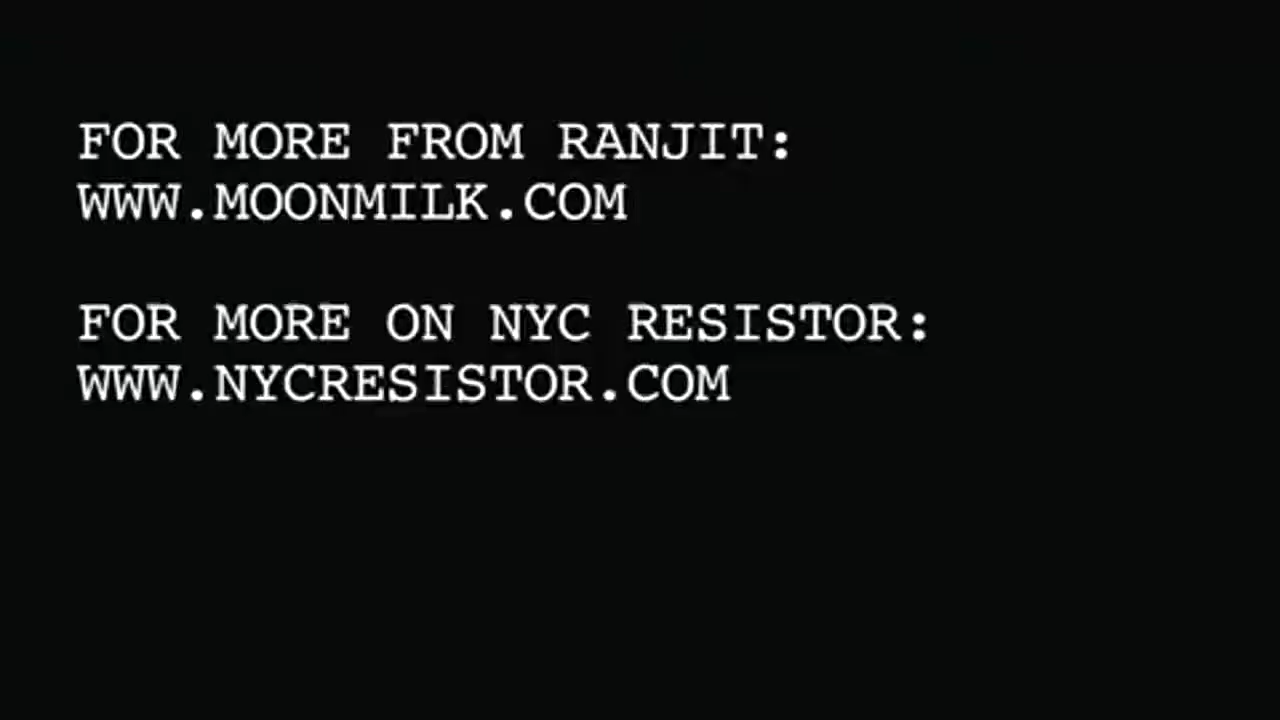 FOR MORE FROM RANJIT:
WWW.MOONMILK.COM
FOR MORE ON NYC RESISTOR:
WWW.NYCRESISTOR.COM